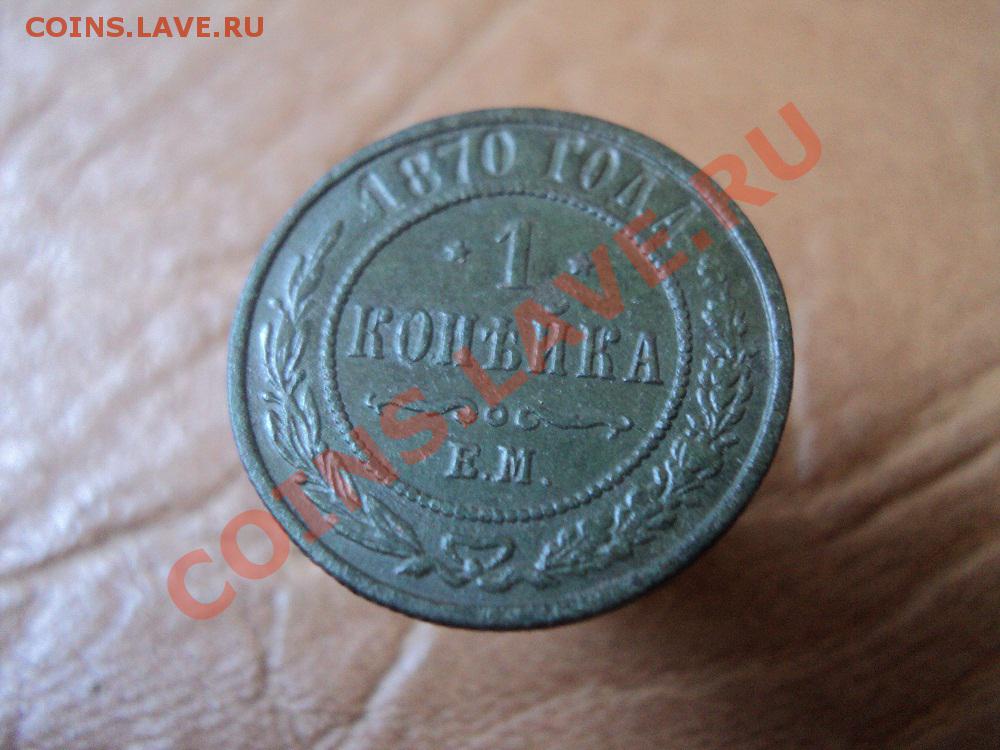 COINS.LAVE.RU
1870 ГОДА
* 1 *
КОПѢЙКА
Е.М.
COINS.LAVE.RU